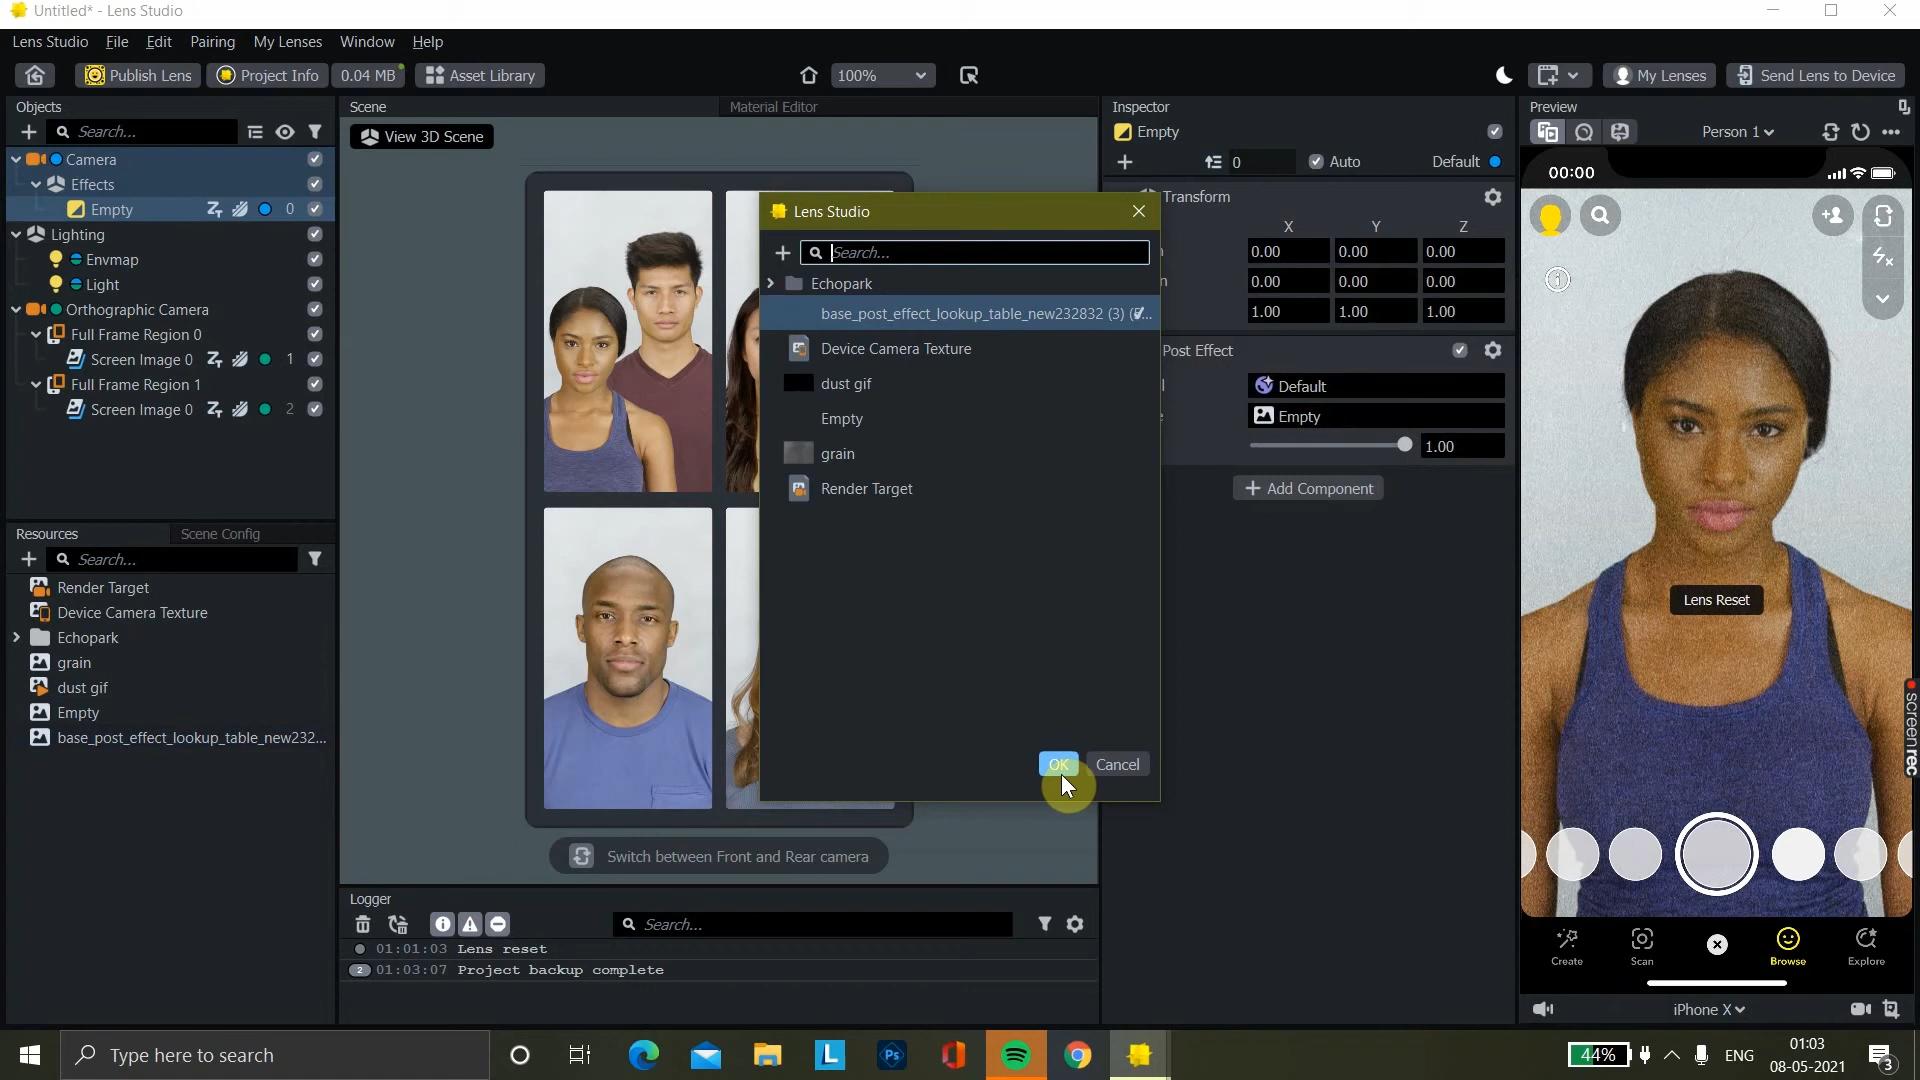 Untitled* - Lens Studio
Lens Studio File Edit Pairing My Lenses Window Help
Publish Lens Project Info 0.04 MB Asset Library 100% My Lenses Send Lens to Device
Objects
Search...
Camera
Effects
Empty 0
Lighting
Envmap
Light
Orthographic Camera
Full Frame Region 0
Screen Image 0 1
Full Frame Region 1
Screen Image 0 2
Resources Scene Config
Search...
Render Target
Device Camera Texture
Echopark
grain
dust gif
Empty
base_post_effect_lookup_table_new232...
Scene Material Editor
View 3D Scene
Switch between Front and Rear camera
Lens Studio
Search...
Echopark
base_post_effect_lookup_table_new232832 (3) (...
Device Camera Texture
dust gif
Empty
grain
Render Target
OK Cancel
Logger
Search...
01:01:03 Lens reset
2 01:03:07 Project backup complete
Inspector
Empty
0 Auto Default
Transform
X Y Z
0.00 0.00 0.00
0.00 0.00 0.00
1.00 1.00 1.00
Post Effect
Default
Empty
1.00
Add Component
Preview
Person 1
00:00
Lens Reset
Create Scan Browse Explore
iPhone X
screenrec
Type here to search
44% ENG 01:03
08-05-2021
3